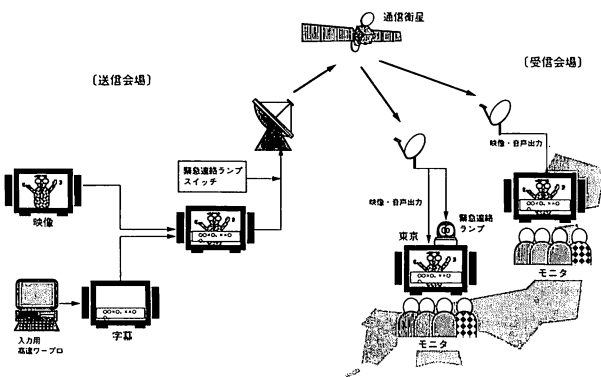 通信衛星
〔送信会場〕
〔受信会場〕
映像・音声出力
緊急連絡ランプ
スイッチ
映像
映像・音声出力
緊急連絡
ランプ
東京
モニタ
字幕
入力用
高速ワープロ
モニタ